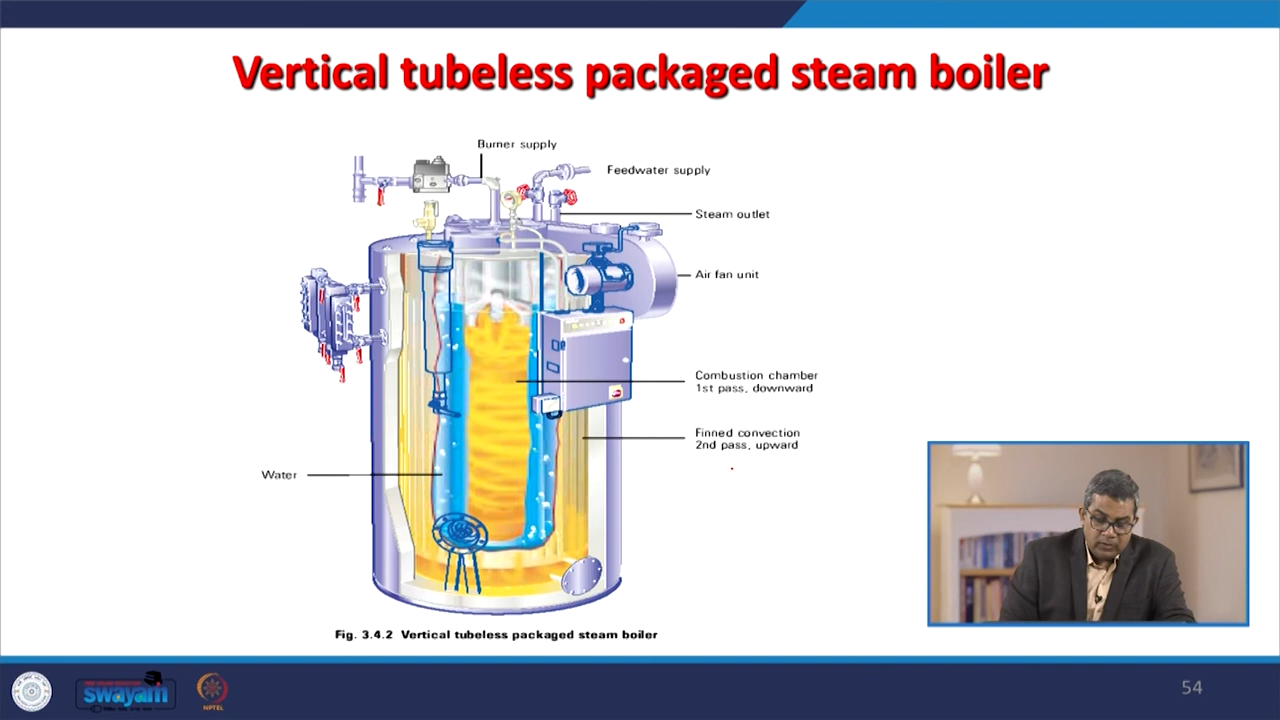 Vertical tubeless packaged steam boiler
Burner supply
Feedwater supply
Steam outlet
Air fan unit
Combustion chamber
1st pass, downward
Finned convection
2nd pass, upward
Water
Fig. 3.4.2 Vertical tubeless packaged steam boiler
swayam
NPTEL
54